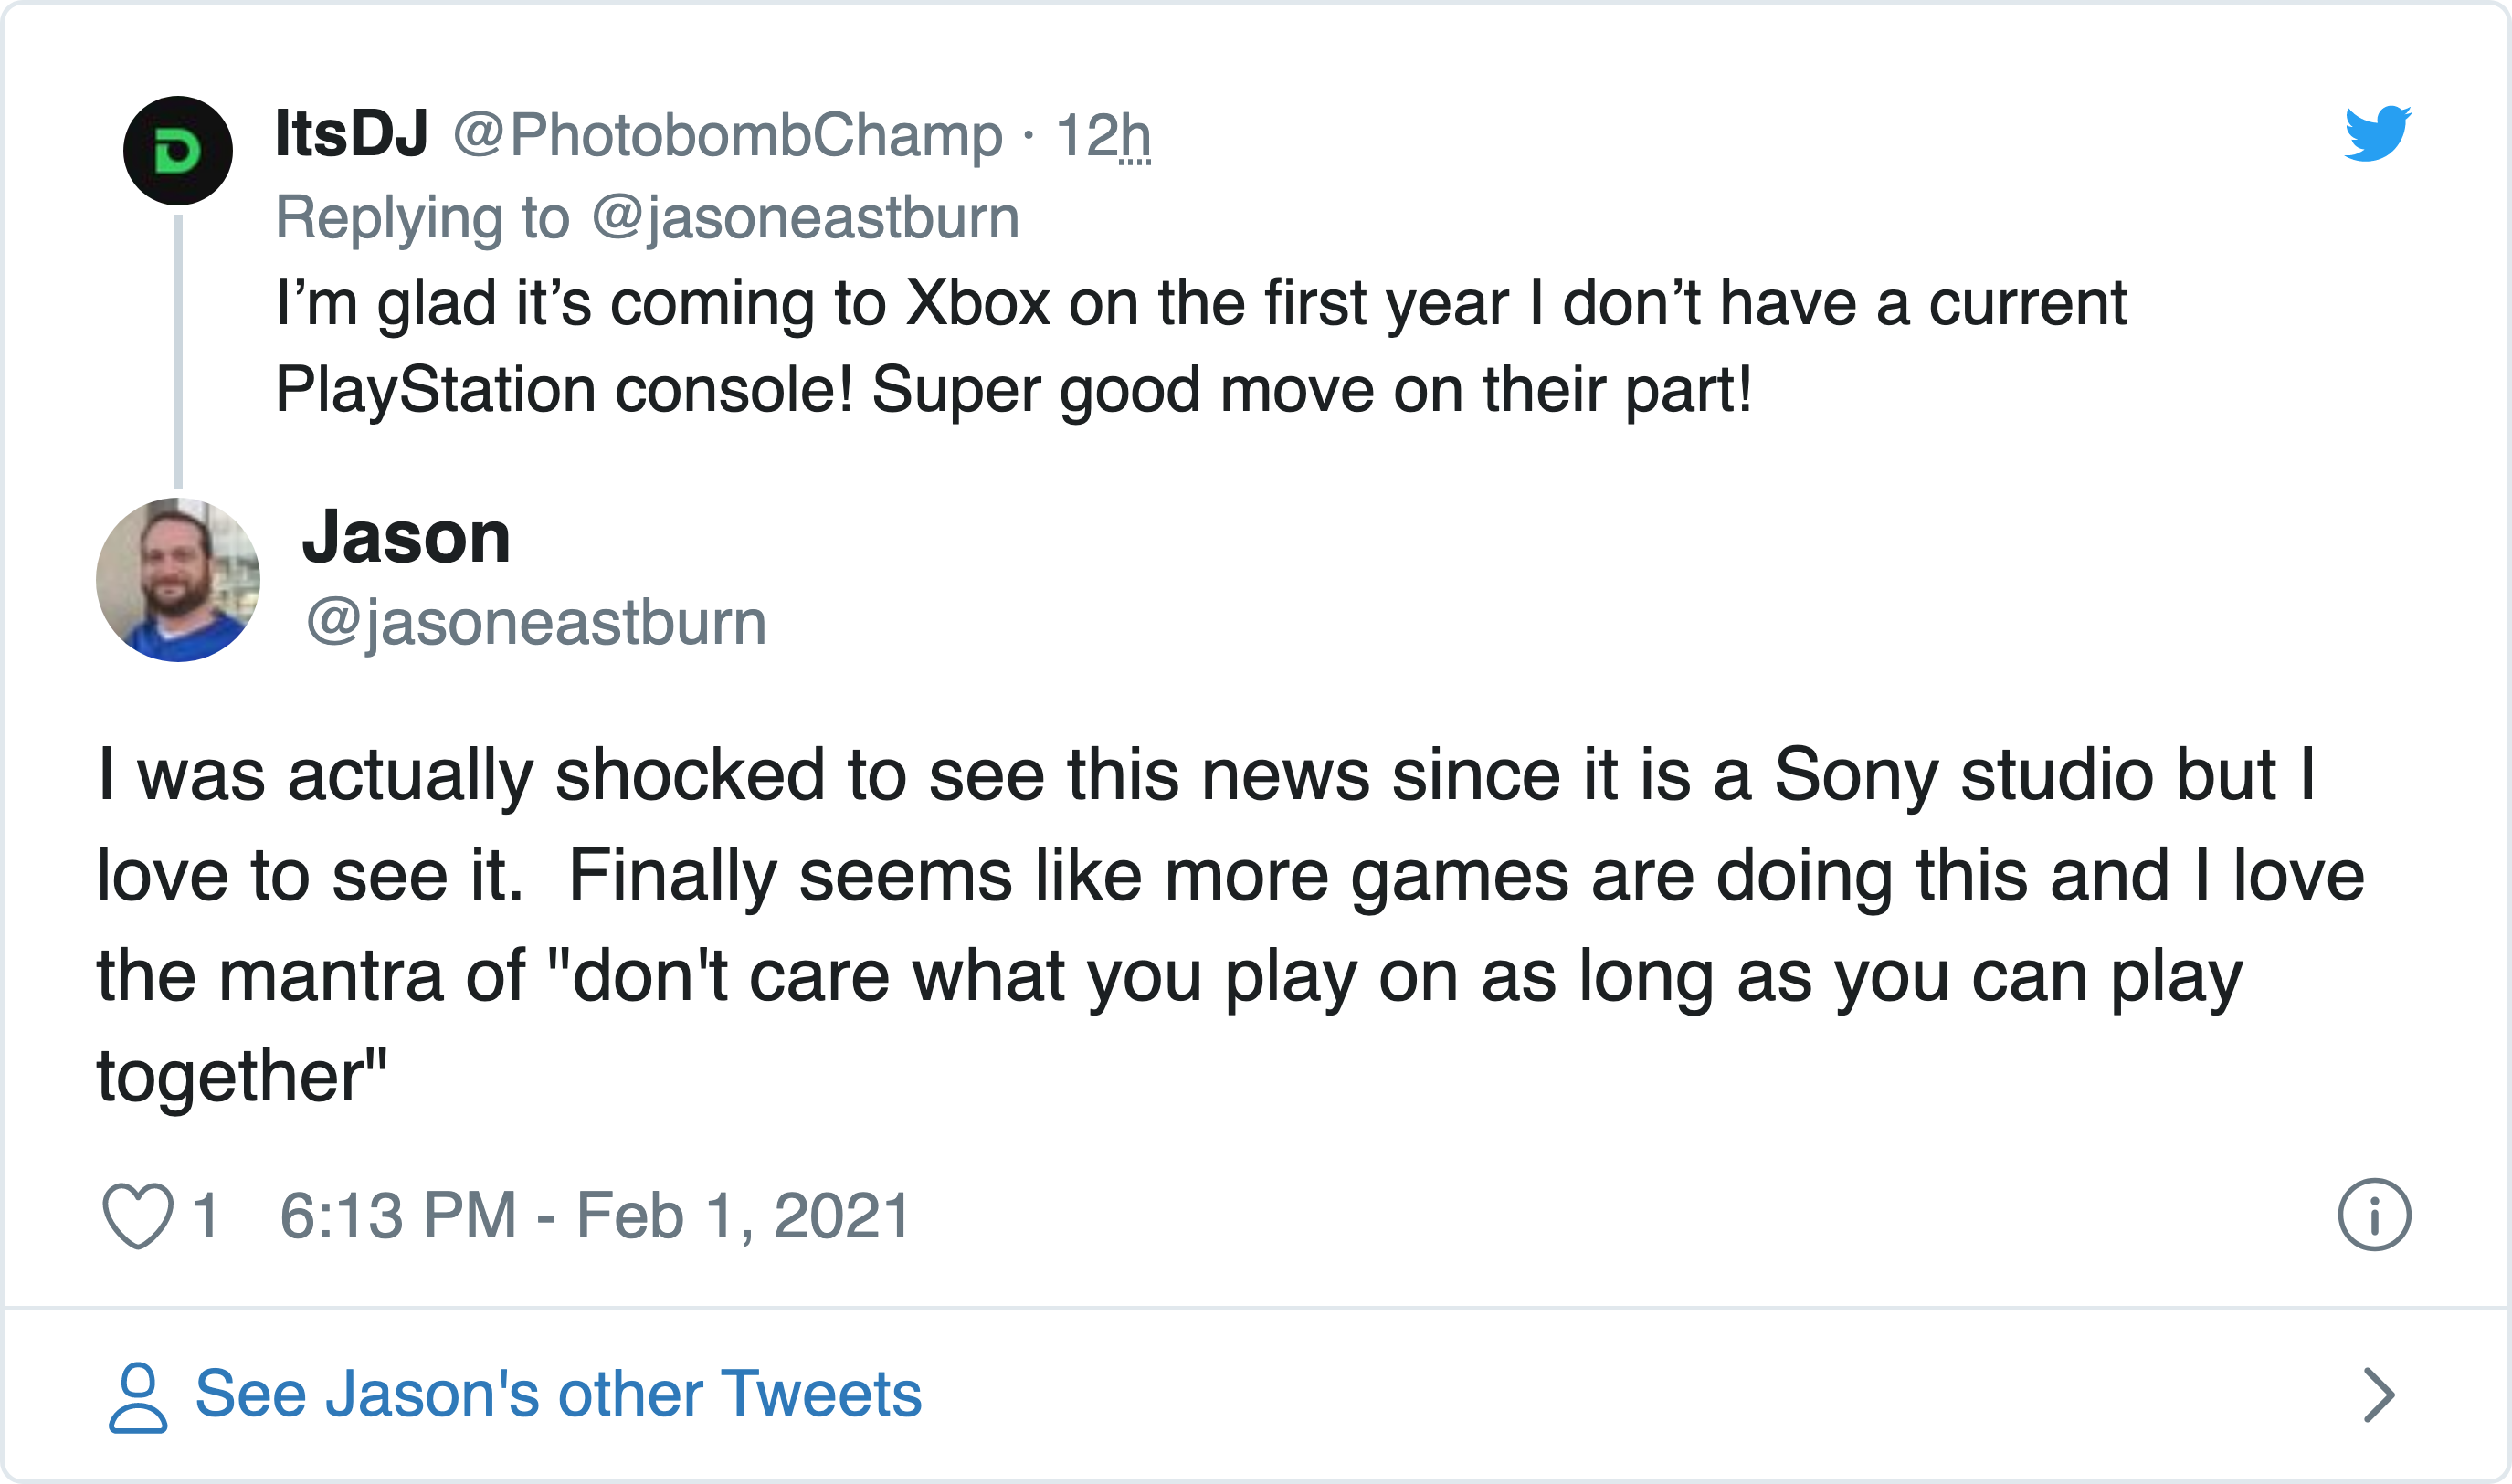 ItsDJ @PhotobombChamp · 12h
Replying to @jasoneastburn
I’m glad it’s coming to Xbox on the first year I don’t have a current
PlayStation console! Super good move on their part!
Jason
@jasoneastburn
I was actually shocked to see this news since it is a Sony studio but I
love to see it.  Finally seems like more games are doing this and I love
the mantra of "don't care what you play on as long as you can play
together"
1 6:13 PM - Feb 1, 2021
See Jason's other Tweets